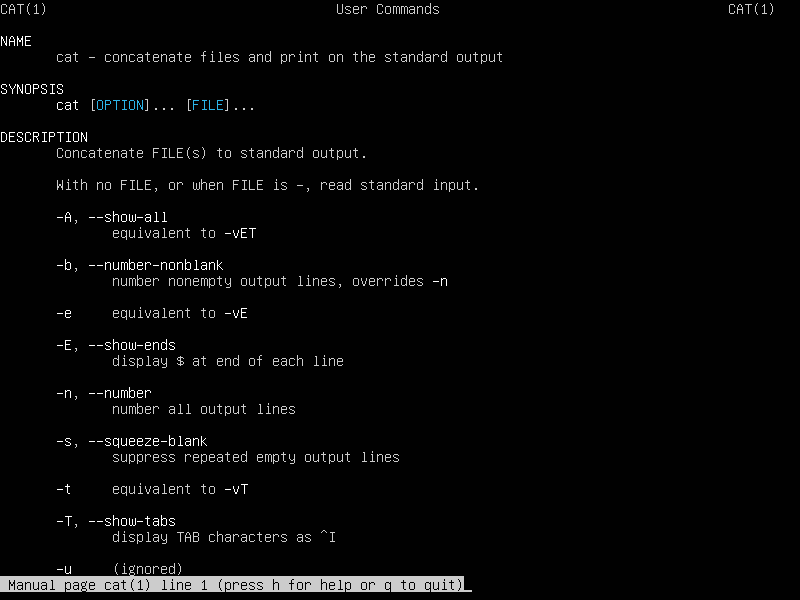 CAT(1) User Commands CAT(1)
NAME
cat - concatenate files and print on the standard output
SYNOPSIS
cat [OPTION]... [FILE]...
DESCRIPTION
Concatenate FILE(s) to standard output.
With no FILE, or when FILE is -, read standard input.
-A, --show-all
equivalent to -vET
-b, --number-nonblank
number nonempty output lines, overrides -n
-e equivalent to -vE
-E, --show-ends
display $ at end of each line
-n, --number
number all output lines
-s, --squeeze-blank
suppress repeated empty output lines
-t equivalent to -vT
-T, --show-tabs
display TAB characters as ^I
-u (ignored)
Manual page cat(1) line 1 (press h for help or q to quit)